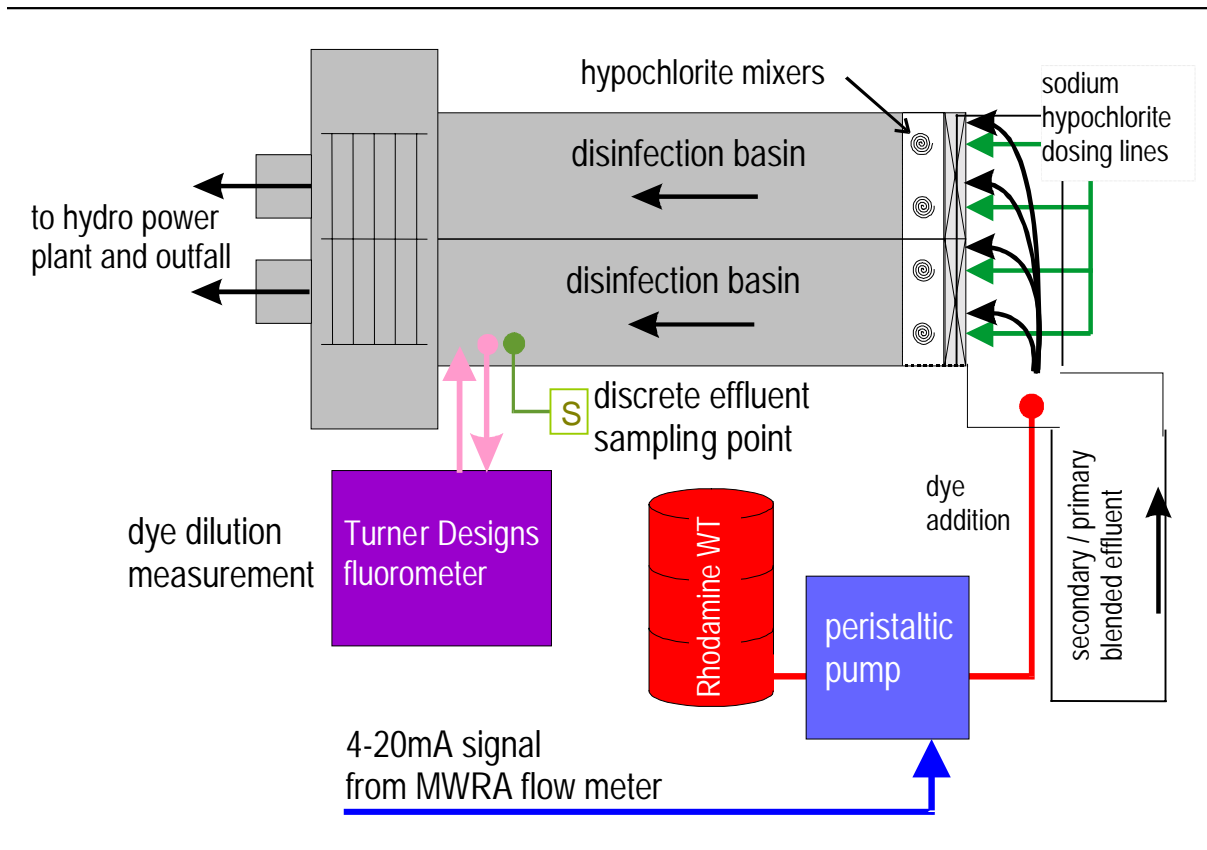 hypochlorite mixers
sodium
hypochlorite
dosing lines
disinfection basin
to hydro power
plant and outfall
disinfection basin
S
discrete effluent
sampling point
dye dilution
measurement
Turner Designs
fluorometer
Rhodamine WT
dye
addition
peristaltic
pump
secondary / primary
blended effluent
4-20mA signal
from MWRA flow meter